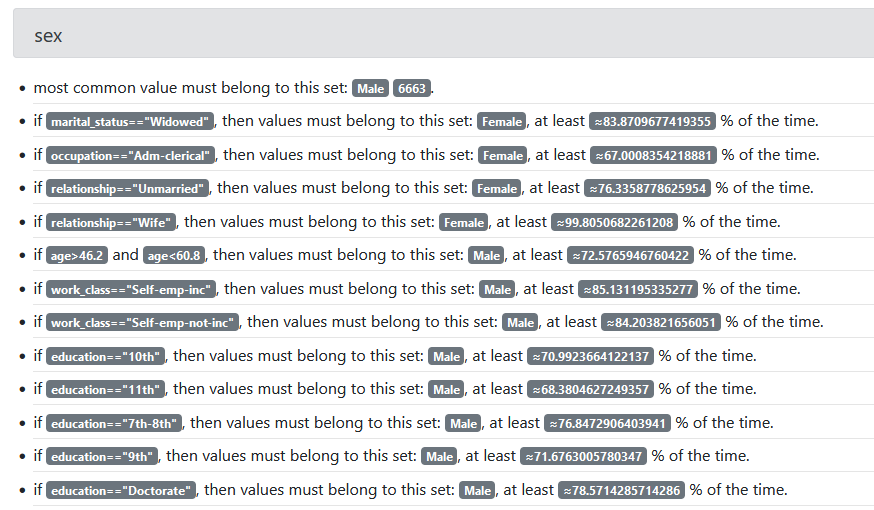 sex
most common value must belong to this set: Male 6663.
if marital_status=="Widowed", then values must belong to this set: Female, at least ≈83.8709677419355 % of the time.
if occupation=="Adm-clerical", then values must belong to this set: Female, at least ≈67.0008354218881 % of the time.
if relationship=="Unmarried", then values must belong to this set: Female, at least ≈76.3358778625954 % of the time.
if relationship=="Wife", then values must belong to this set: Female, at least ≈99.8050682261208 % of the time.
if age>46.2 and age<60.8, then values must belong to this set: Male, at least ≈72.5765946760422 % of the time.
if work_class=="Self-emp-inc", then values must belong to this set: Male, at least ≈85.131195335277 % of the time.
if work_class=="Self-emp-not-inc", then values must belong to this set: Male, at least ≈84.203821656051 % of the time.
if education=="10th", then values must belong to this set: Male, at least ≈70.9923664122137 % of the time.
if education=="11th", then values must belong to this set: Male, at least ≈68.3804627249357 % of the time.
if education=="7th-8th", then values must belong to this set: Male, at least ≈76.8472906403941 % of the time.
if education=="9th", then values must belong to this set: Male, at least ≈71.6763005780347 % of the time.
if education=="Doctorate", then values must belong to this set: Male, at least ≈78.5714285714286 % of the time.